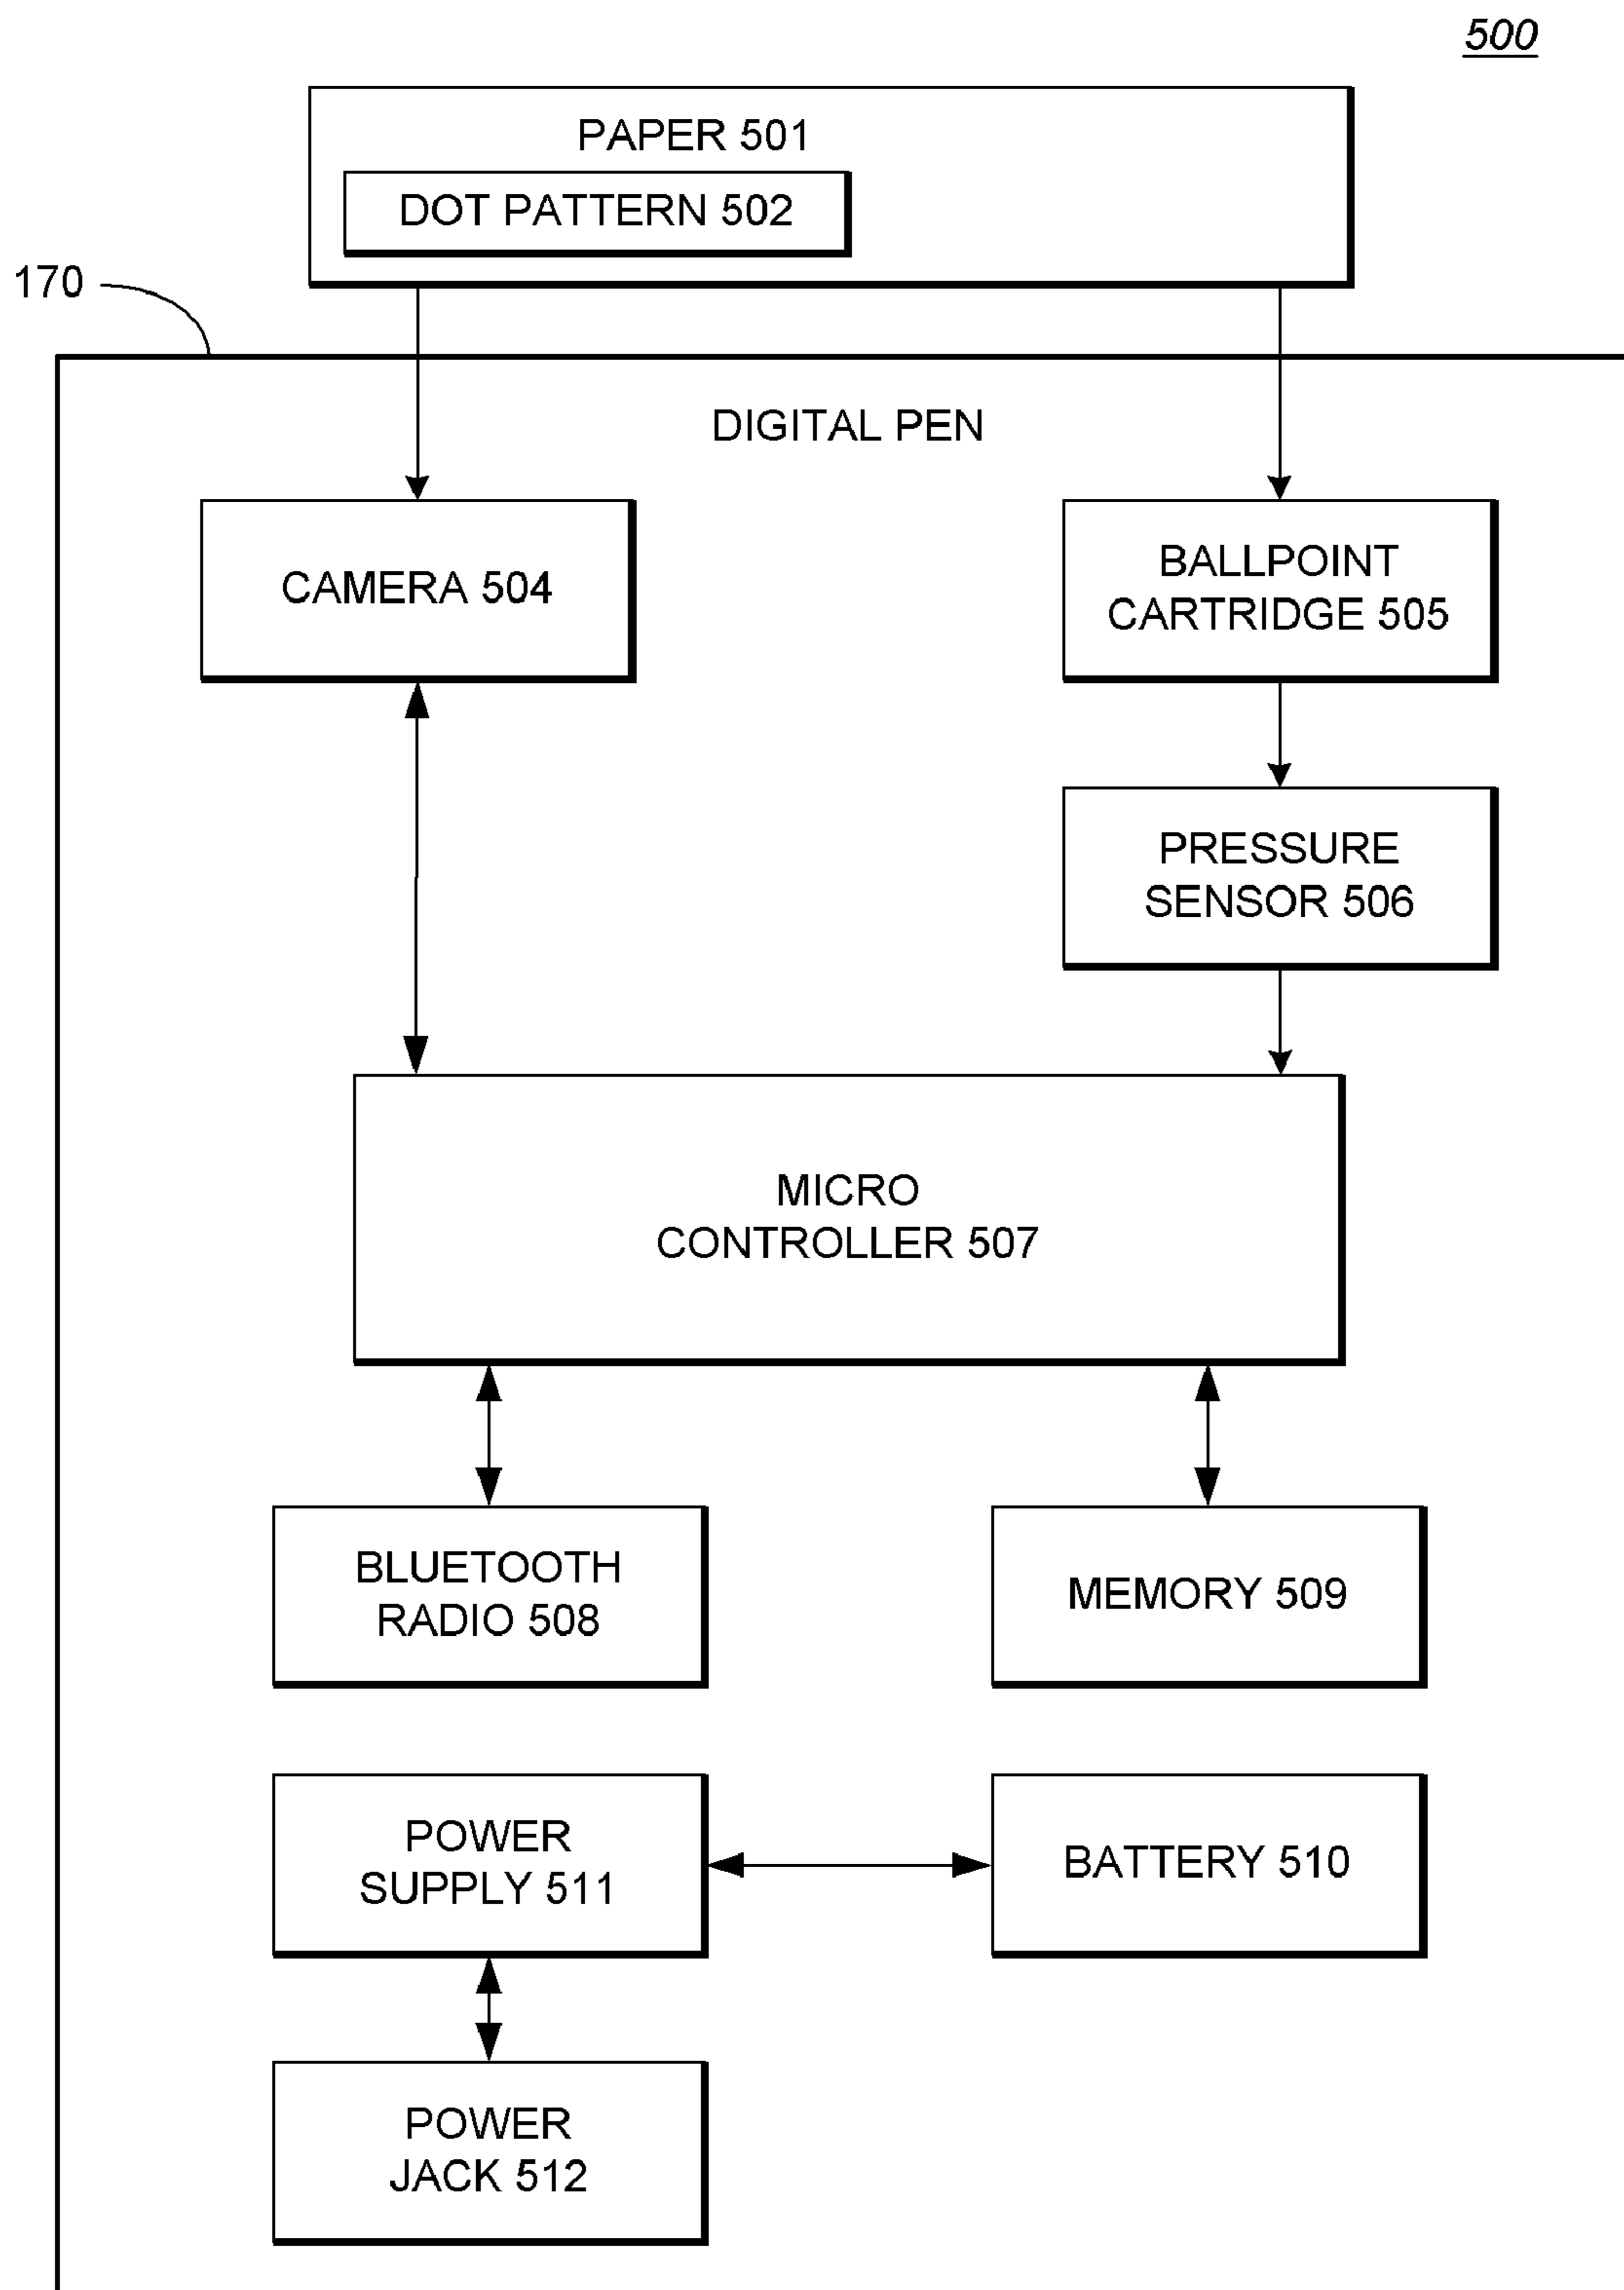 500
PAPER 501
DOT PATTERN 502
170
DIGITAL PEN
CAMERA 504
BALLPOINT
CARTRIDGE 505
PRESSURE
SENSOR 506
MICRO
CONTROLLER 507
BLUETOOTH
RADIO 508
MEMORY 509
POWER
SUPPLY 511
BATTERY 510
POWER
JACK 512